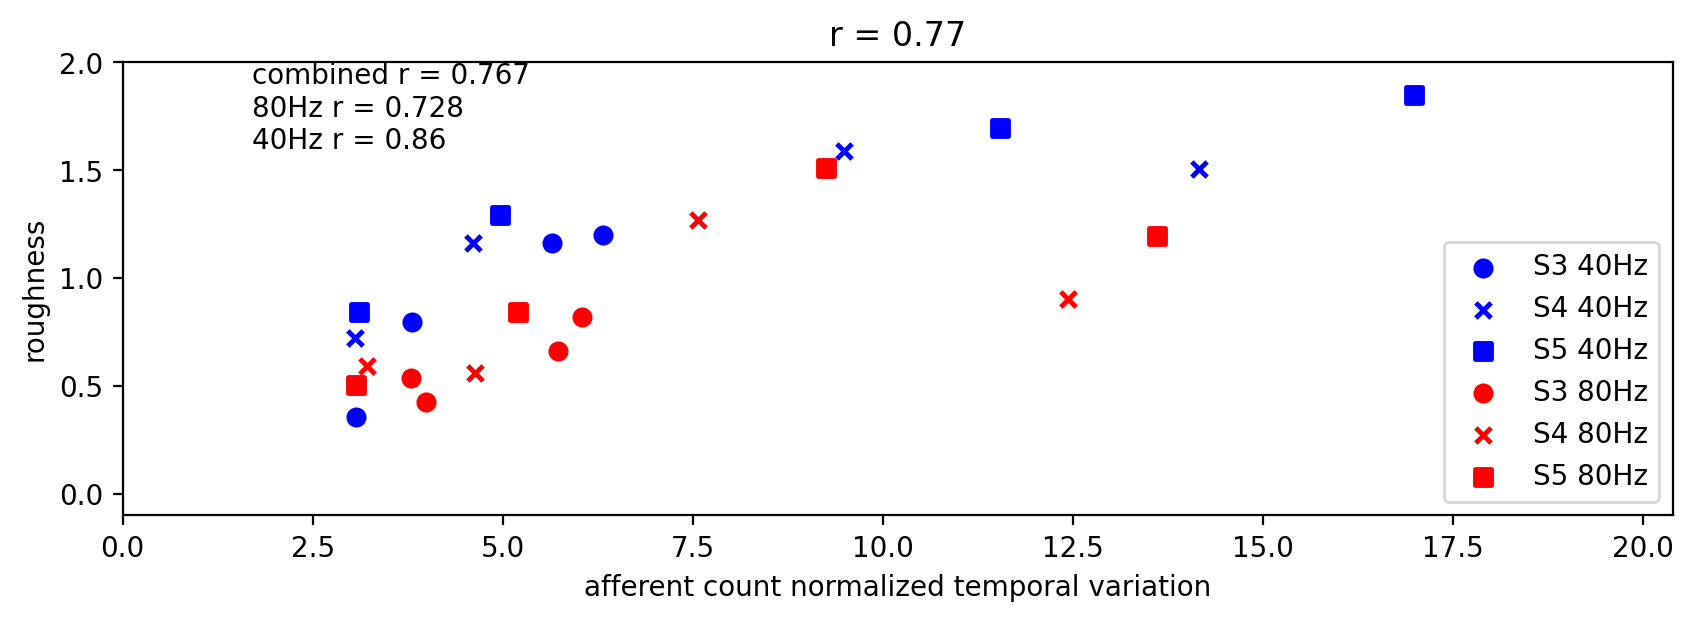 r = 0.77
combined r = 0.767
80Hz r = 0.728
40Hz r = 0.86
2.0
1.5
1.0
0.5
0.0
roughness
S3 40Hz
S4 40Hz
S5 40Hz
S3 80Hz
S4 80Hz
S5 80Hz
0.0 2.5 5.0 7.5 10.0 12.5 15.0 17.5 20.0
afferent count normalized temporal variation